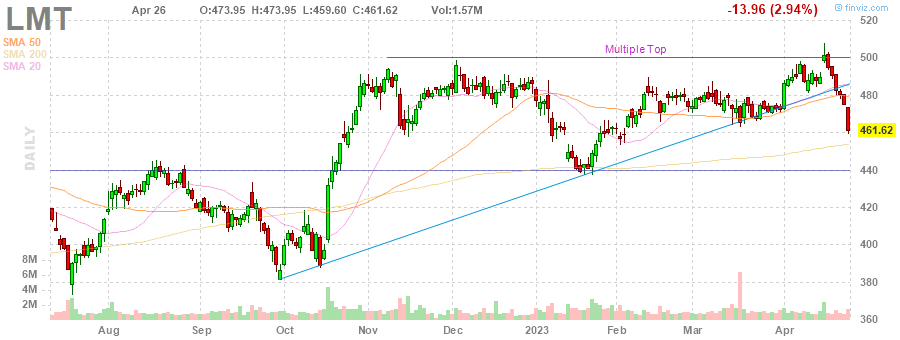 LMT Apr 26 O:473.95 H:473.95 L:459.60 C:461.62 Vol:1.57M -13.96 (2.94%) finviz.com
SMA 50
SMA 200
SMA 20
DAILY
Multiple Top
520
500
480
461.62
460
440
420
400
380
360
8M
6M
4M
2M
Aug Sep Oct Nov Dec 2023 Feb Mar Apr